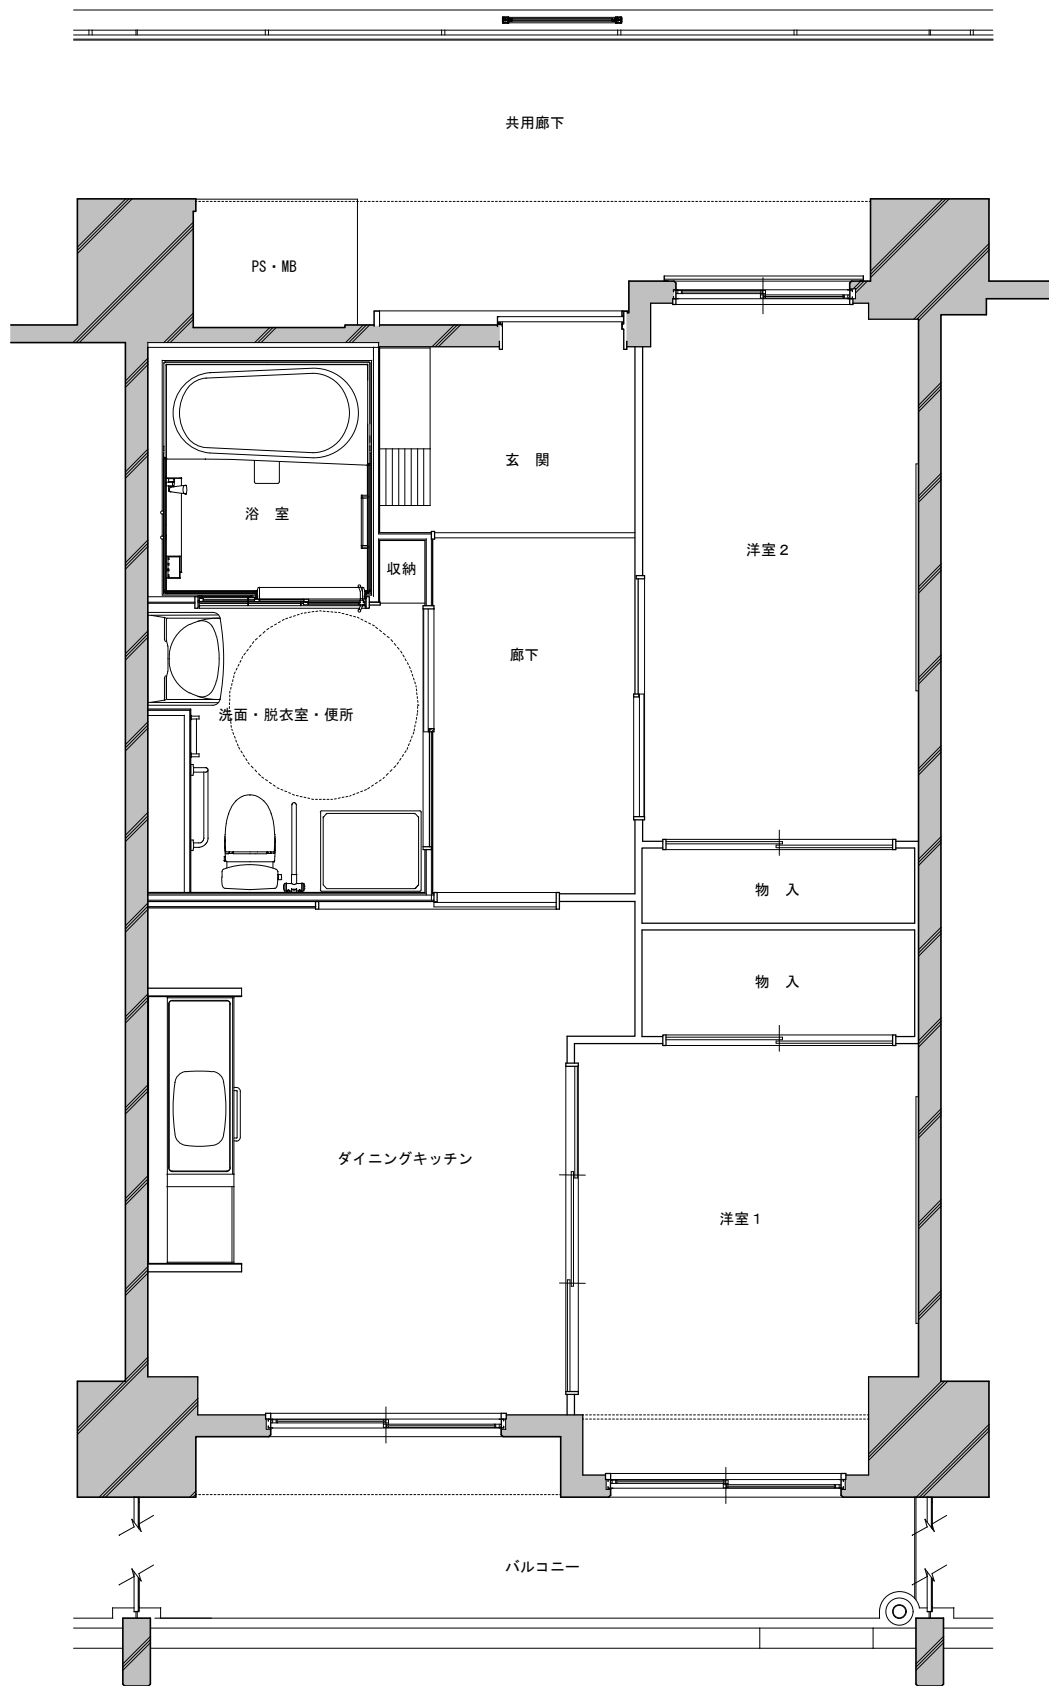 共用廊下
PS・MB
玄　関
浴　室
洋室２
収納
廊下
洗面・脱衣室・便所
物　入
物　入
ダイニングキッチン
洋室１
バルコニー